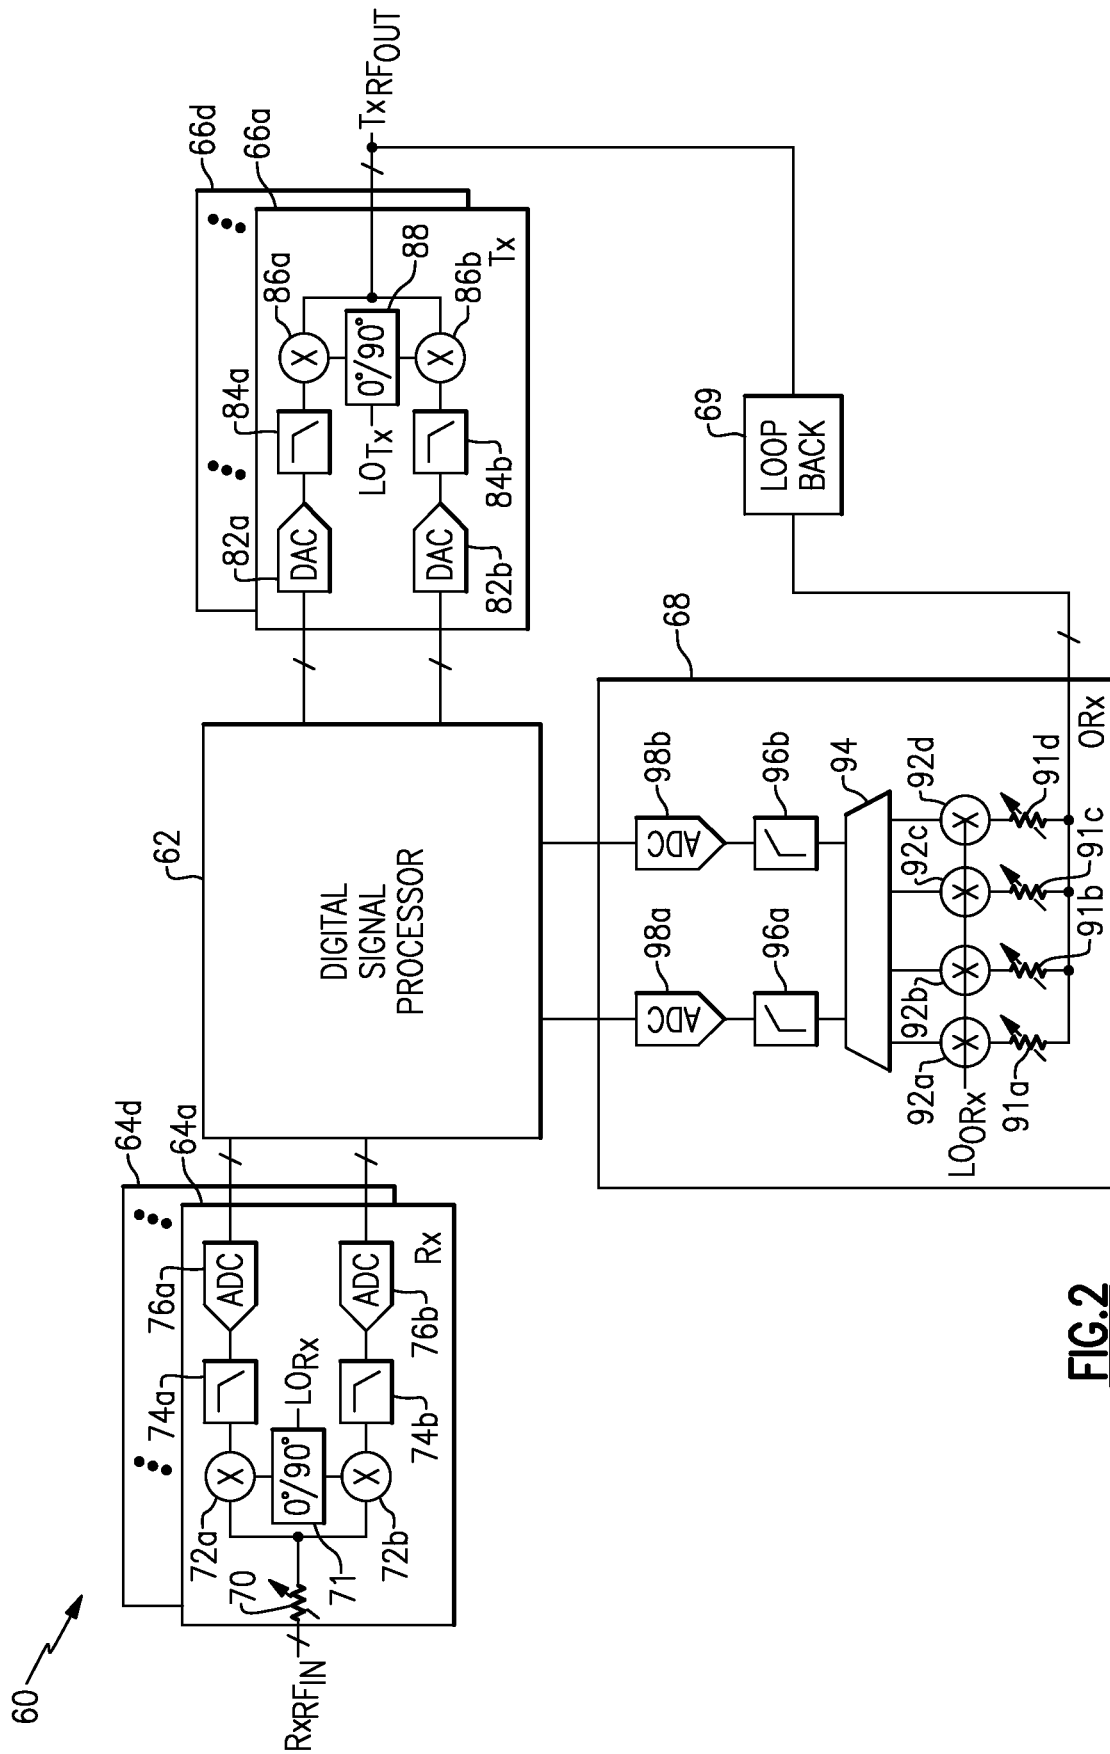 60
RxRFIN
70
71
72a
72b
0°/90°
LORx
74a
74b
76a
ADC
76b
ADC
Rx
64a
64d
62
DIGITAL
SIGNAL
PROCESSOR
82a
DAC
82b
DAC
84a
84b
LOTx
0°/90°
86a
86b
88
Tx
66a
66d
TxRFOUT
69
LOOP
BACK
68
98a
ADC
98b
ADC
96a
96b
94
92a
92b
92c
92d
LOORx
91a
91b
91c
91d
ORx
FIG.2